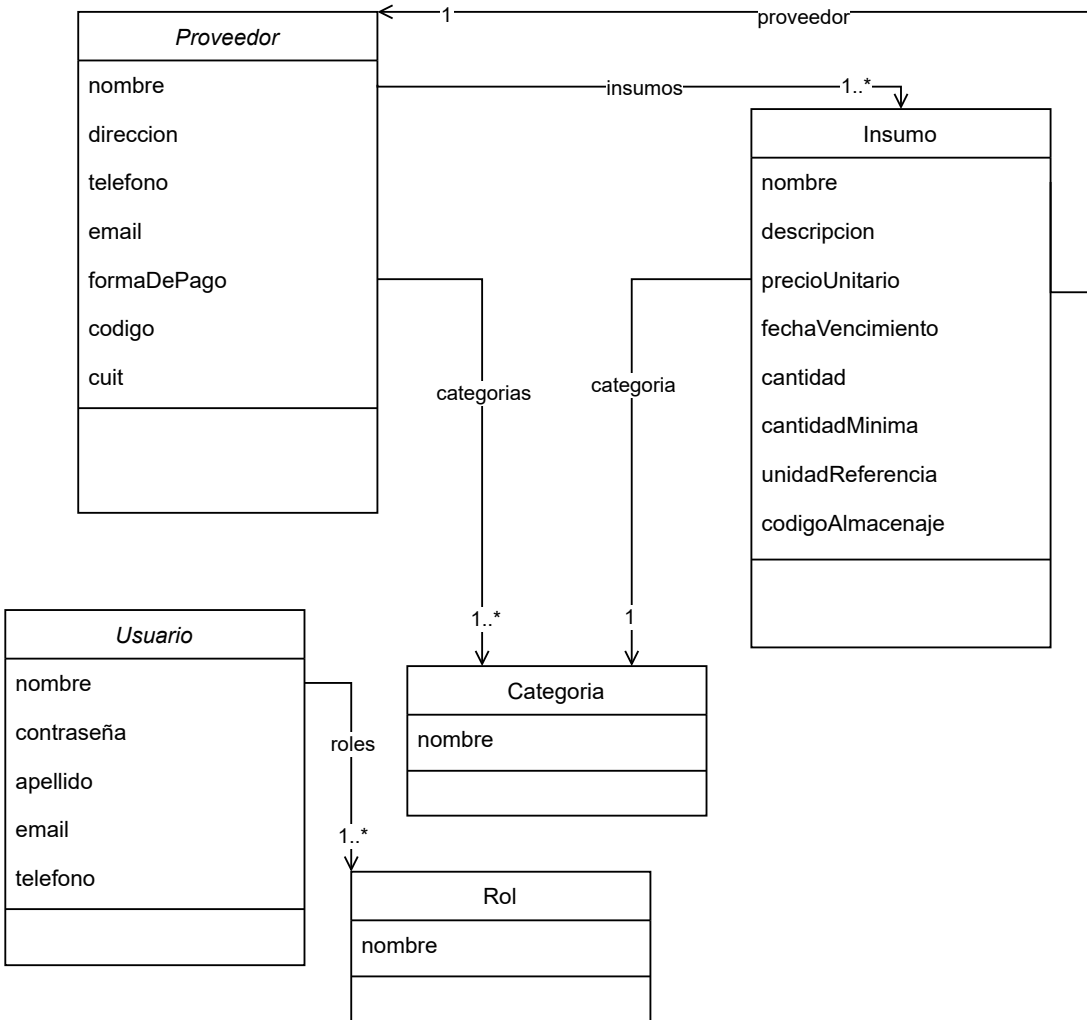 1
proveedor
Proveedor
nombre
direccion
telefono
email
formaDePago
codigo
cuit
insumos
1..*
Insumo
nombre
descripcion
precioUnitario
fechaVencimiento
cantidad
cantidadMinima
unidadReferencia
codigoAlmacenaje
categorias
1..*
categoria
1
Categoria
nombre
Usuario
nombre
contraseña
apellido
email
telefono
roles
1..*
Rol
nombre